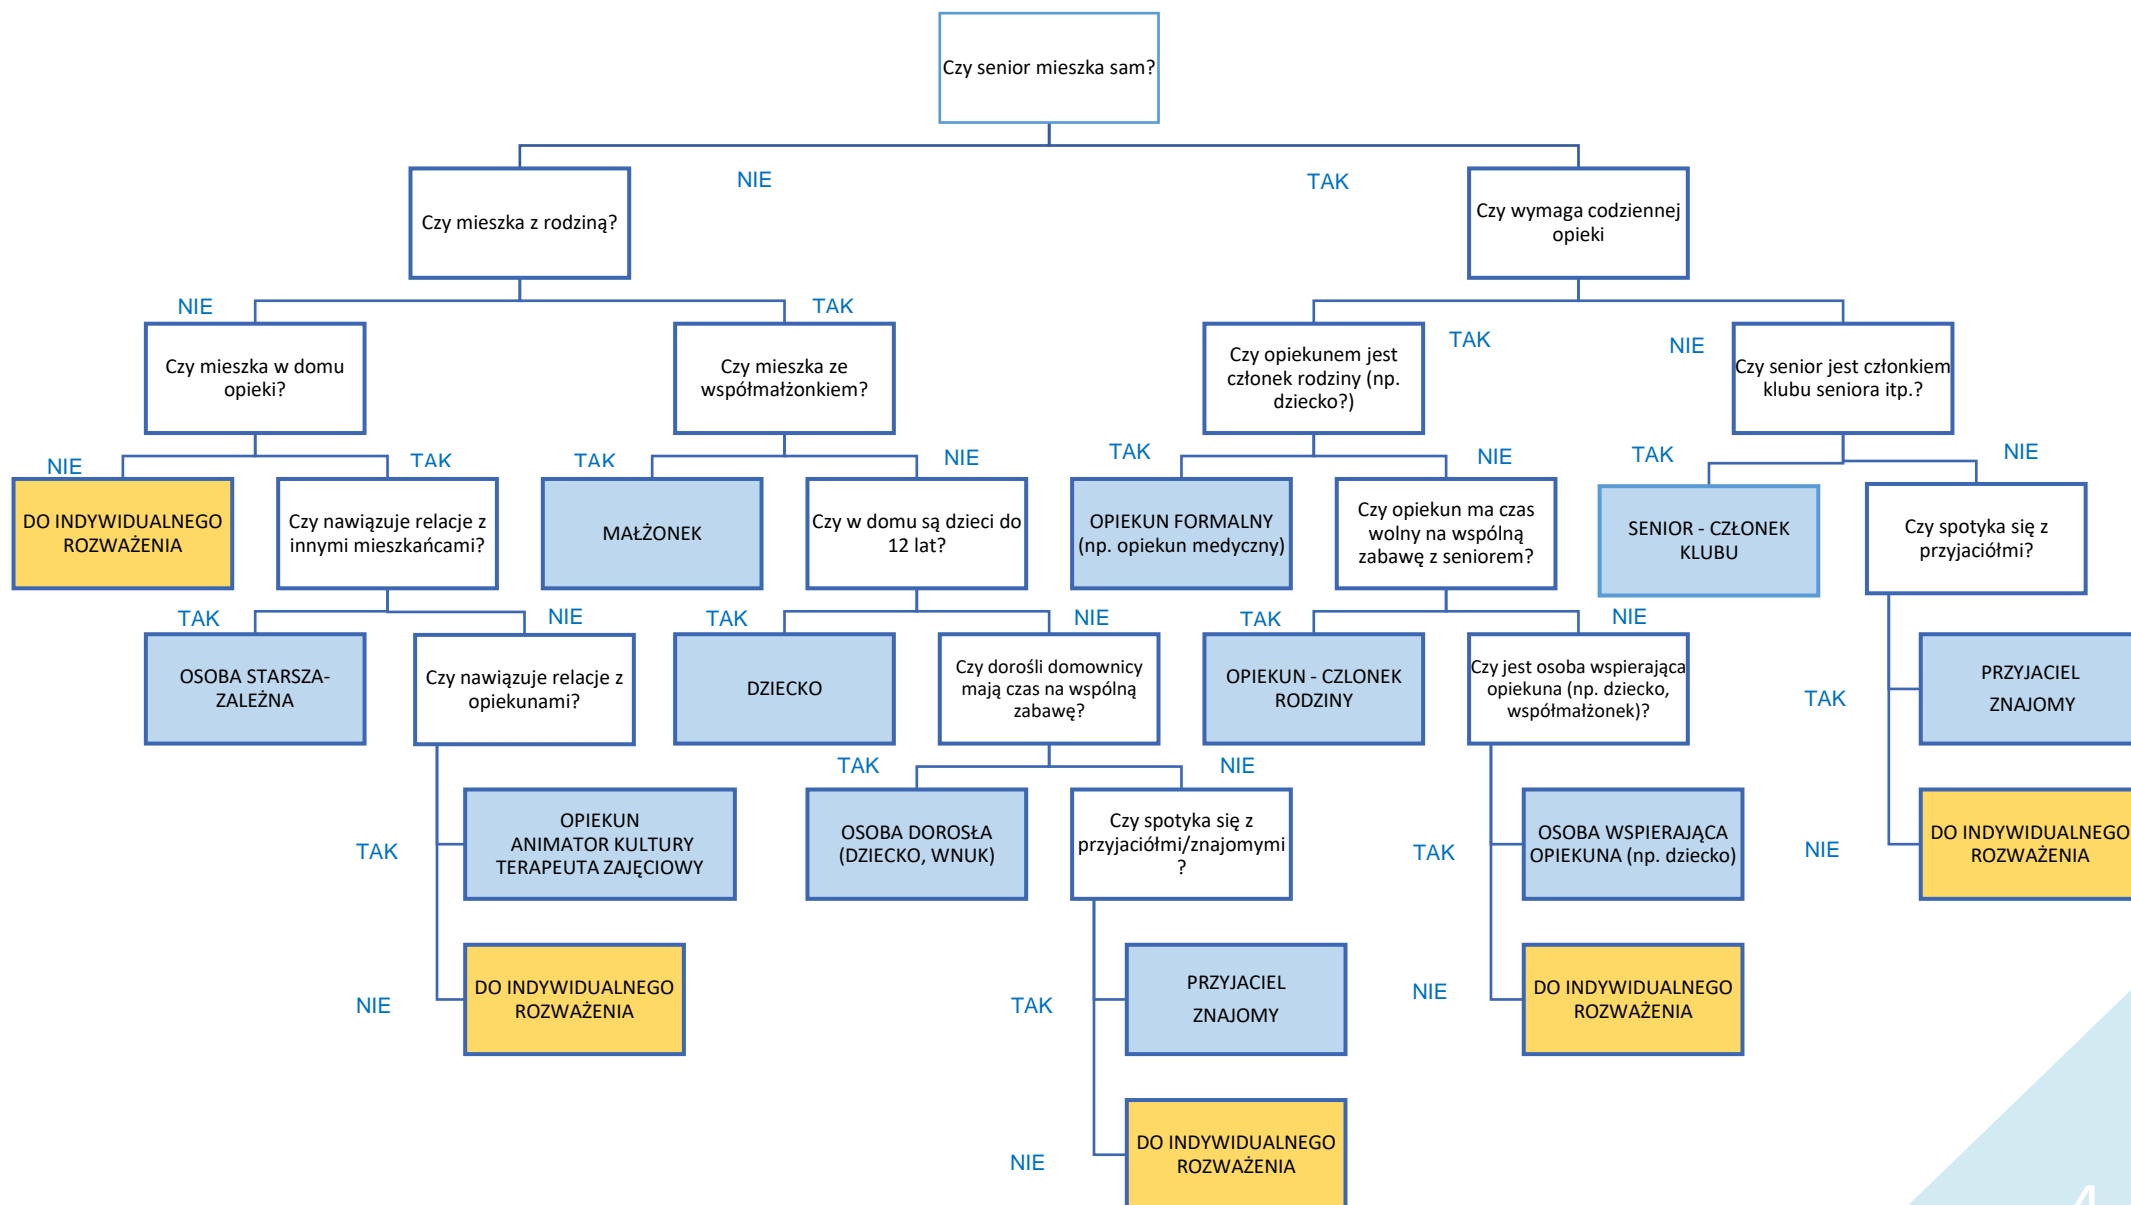 Czy senior mieszka sam?
NIE
TAK
Czy mieszka z rodziną?
Czy wymaga codziennej
opieki
NIE
TAK
TAK
NIE
Czy mieszka w domu
opieki?
Czy mieszka ze
współmałżonkiem?
Czy opiekunem jest
członek rodziny (np.
dziecko?)
Czy senior jest członkiem
klubu seniora itp.?
NIE
TAK
TAK
NIE
TAK
NIE
TAK
NIE
DO INDYWIDUALNEGO
ROZWAŻENIA
Czy nawiązuje relacje z
innymi mieszkańcami?
MAŁŻONEK
Czy w domu są dzieci do
12 lat?
OPIEKUN FORMALNY
(np. opiekun medyczny)
Czy opiekun ma czas
wolny na wspólną
zabawę z seniorem?
SENIOR - CZŁONEK
KLUBU
Czy spotyka się z
przyjaciółmi?
TAK
NIE
TAK
NIE
TAK
NIE
OSOBA STARSZA-
ZALEŻNA
Czy nawiązuje relacje z
opiekunami?
DZIECKO
Czy dorośli domownicy
mają czas na wspólną
zabawę?
OPIEKUN - CZLONEK
RODZINY
Czy jest osoba wspierająca
opiekuna (np. dziecko,
współmałżonek)?
TAK
PRZYJACIEL
ZNAJOMY
TAK
NIE
TAK
OPIEKUN
ANIMATOR KULTURY
TERAPEUTA ZAJĘCIOWY
OSOBA DOROSŁA
(DZIECKO, WNUK)
Czy spotyka się z
przyjaciółmi/znajomymi
?
TAK
OSOBA WSPIERAJĄCA
OPIEKUNA (np. dziecko)
NIE
DO INDYWIDUALNEGO
ROZWAŻENIA
NIE
DO INDYWIDUALNEGO
ROZWAŻENIA
TAK
PRZYJACIEL
ZNAJOMY
NIE
DO INDYWIDUALNEGO
ROZWAŻENIA
NIE
DO INDYWIDUALNEGO
ROZWAŻENIA
4